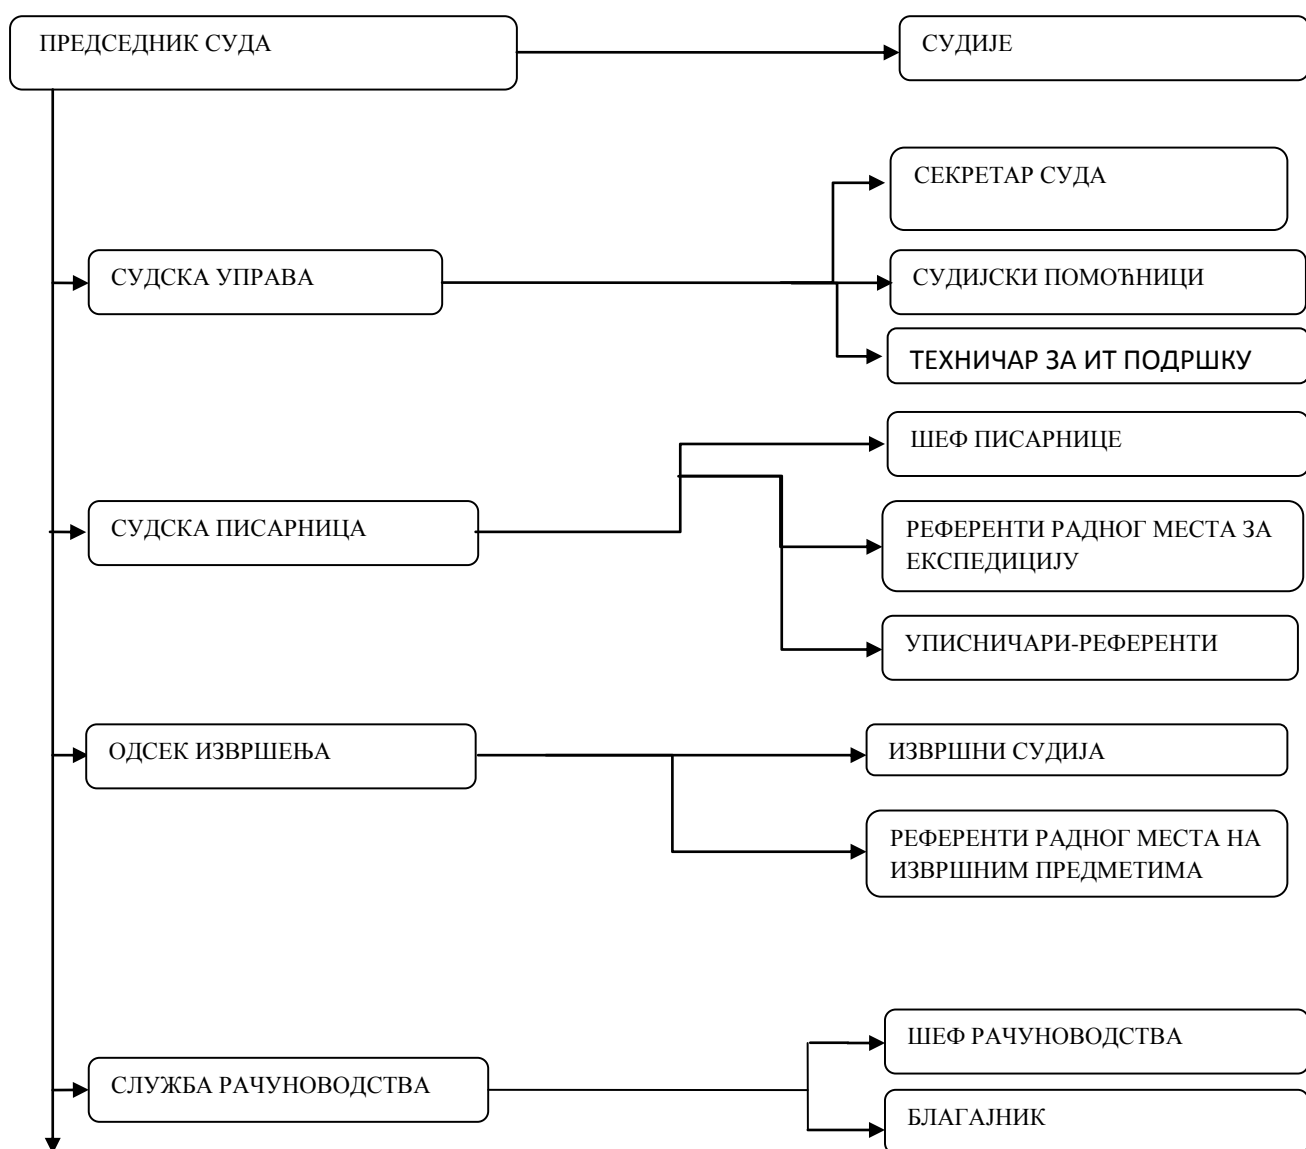 ПРЕДСЕДНИК СУДА
СУДИЈЕ
СЕКРЕТАР СУДА
СУДСКА УПРАВА
СУДИЈСКИ ПОМОЋНИЦИ
ТЕХНИЧАР ЗА ИТ ПОДРШКУ
ШЕФ ПИСАРНИЦЕ
СУДСКА ПИСАРНИЦА
РЕФЕРЕНТИ РАДНОГ МЕСТА ЗА
ЕКСПЕДИЦИЈУ
УПИСНИЧАРИ-РЕФЕРЕНТИ
ОДСЕК ИЗВРШЕЊА
ИЗВРШНИ СУДИЈА
РЕФЕРЕНТИ РАДНОГ МЕСТА НА
ИЗВРШНИМ ПРЕДМЕТИМА
ШЕФ РАЧУНОВОДСТВА
СЛУЖБА РАЧУНОВОДСТВА
БЛАГАЈНИК